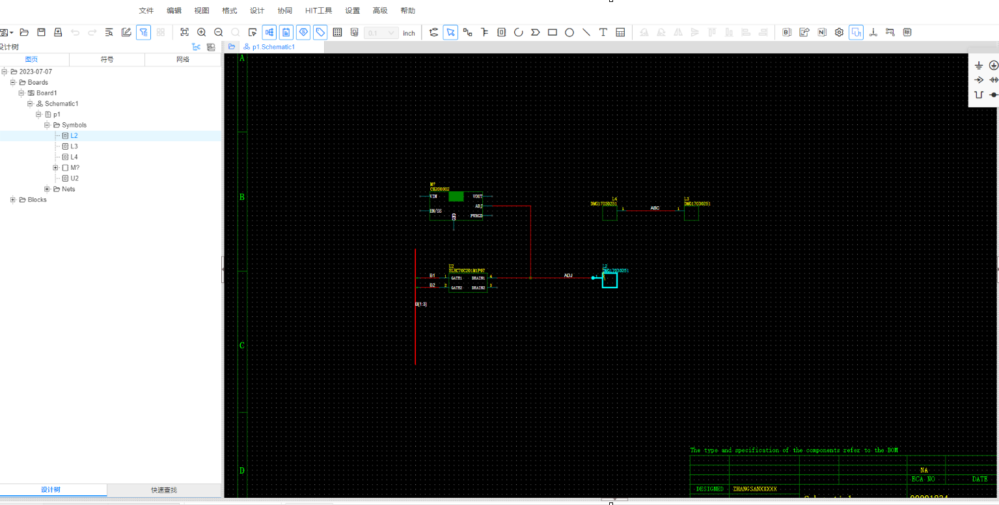 文件 编辑 视图 格式 设计 协同 HIT工具 设置 高级 帮助
0.1 inch
设计树
p1.Schematic1
图页 符号 网络
2023-07-07
Boards
Board1
Schematic1
p1
Symbols
L2
L3
L4
M?
U2
Nets
Blocks
设计树 快速查找
A
B
C
D
M?
CB200002
VIN VOUT
ADJ
EN/SS PWRGD
GND
L4 L3
DMG17030251 DMG17030251
1 ABC 1
U2
SLHC70C2D1M1P97
B1 1 GATE1 DRAIN1 4 ADJ
B2 2 GATE2 DRAIN2 3
B[1:3]
L2
DMG17030251
1
The type and specification of the components refer to the BOM
NA
ECA NO DATE
DESIGNED ZHANGSANXXXXX